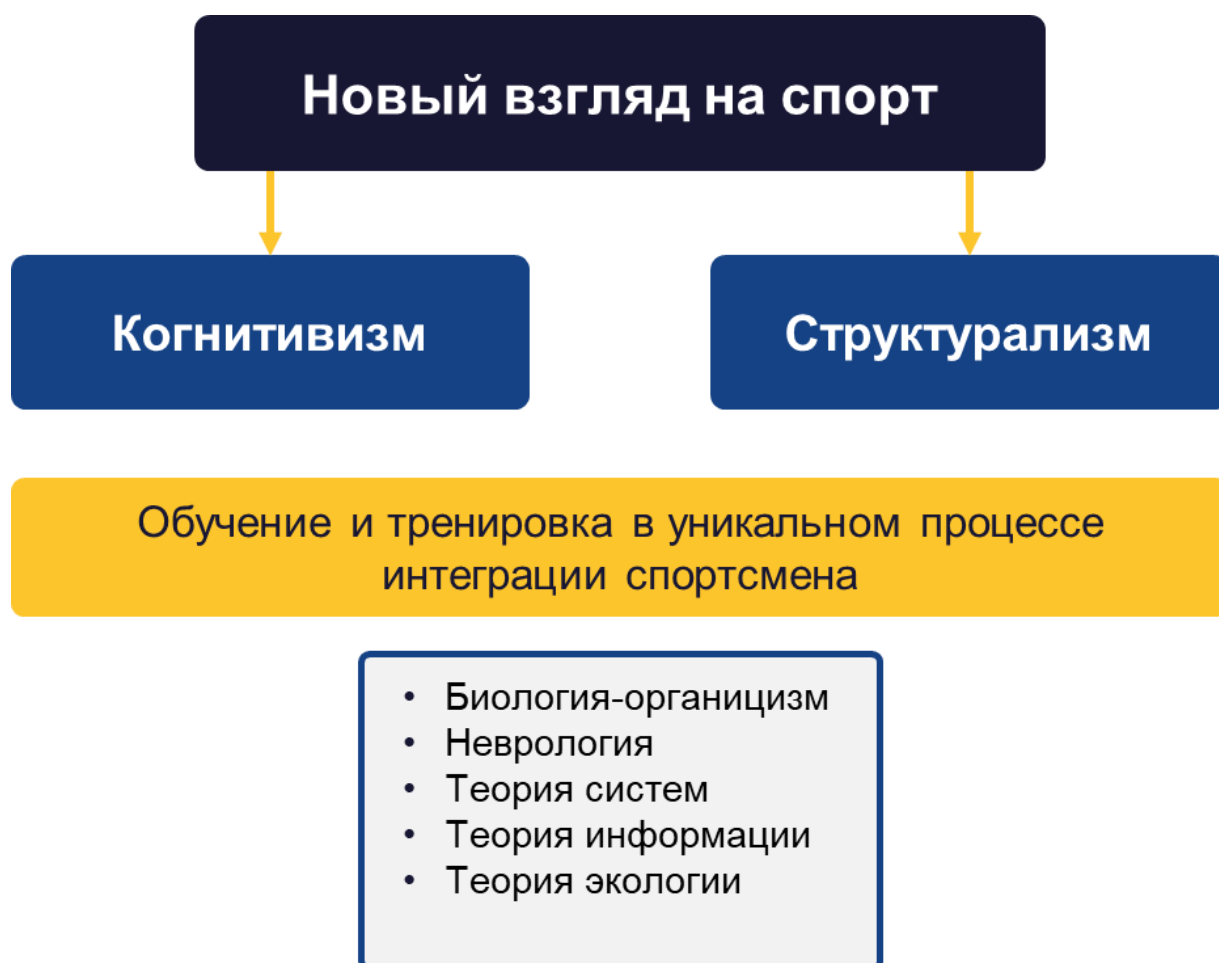 Новый взгляд на спорт
Когнитивизм
Структурализм
Обучение и тренировка в уникальном процессе
интеграции спортсмена
• Биология-органицизм
• Неврология
• Теория систем
• Теория информации
• Теория экологии